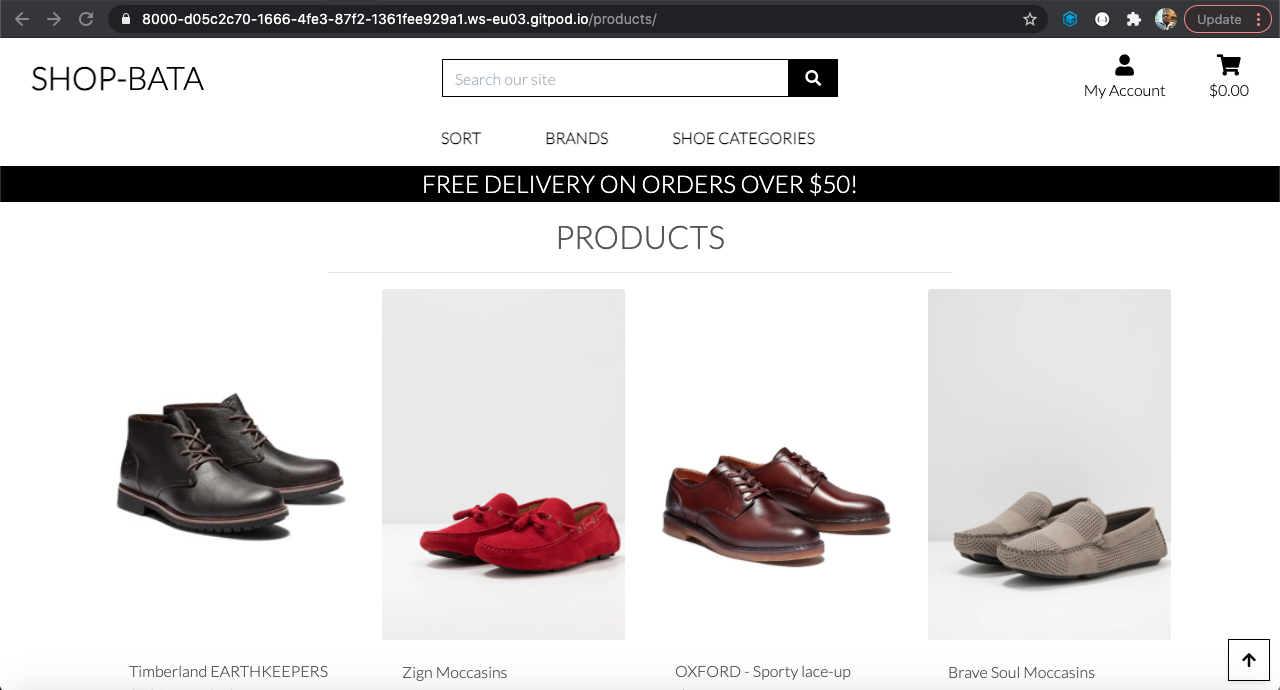 8000-d05c2c70-1666-4fe3-87f2-1361fee929a1.ws-eu03.gitpod.io/products/
Update
SHOP-BATA
Search our site
My Account
$0.00
SORT
BRANDS
SHOE CATEGORIES
FREE DELIVERY ON ORDERS OVER $50!
PRODUCTS
Timberland EARTHKEEPERS
Zign Moccasins
OXFORD - Sporty lace-up
Brave Soul Moccasins